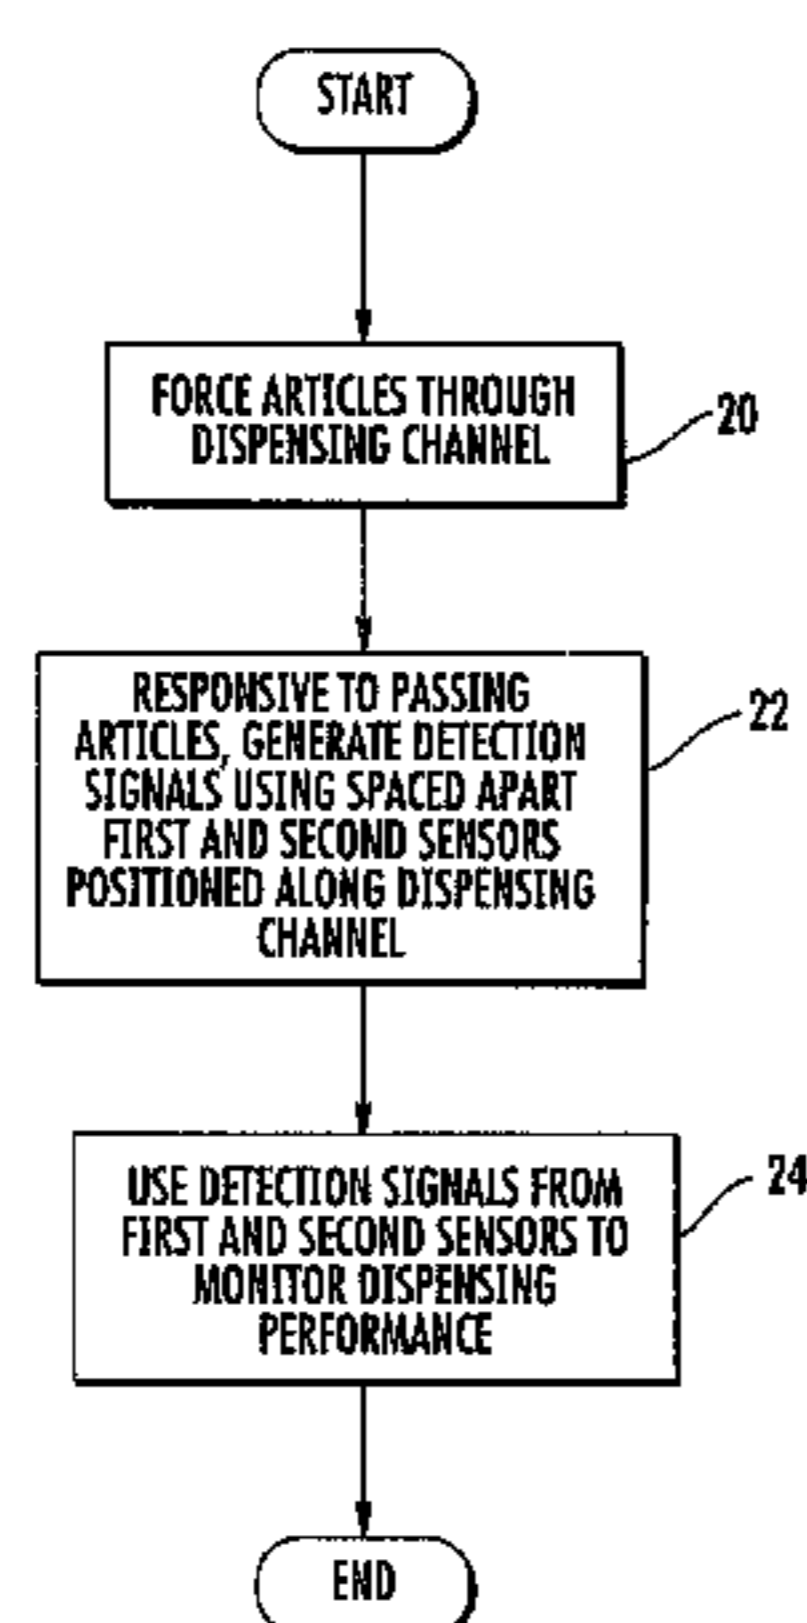 START
FORCE ARTICLES THROUGH
DISPENSING CHANNEL
20
RESPONSIVE TO PASSING
ARTICLES, GENERATE DETECTION
SIGNALS USING SPACED APART
FIRST AND SECOND SENSORS
POSITIONED ALONG DISPENSING
CHANNEL
22
USE DETECTION SIGNALS FROM
FIRST AND SECOND SENSORS TO
MONITOR DISPENSING
PERFORMANCE
24
END